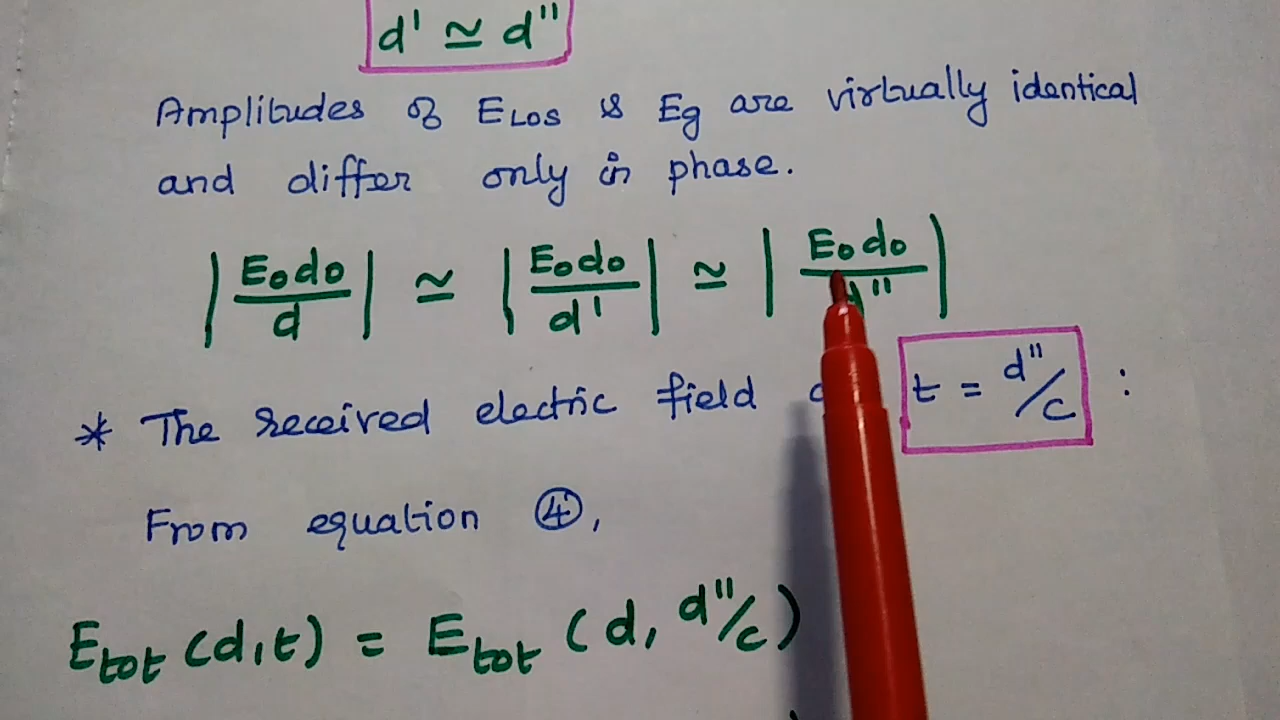 d' ≃ d"
Amplitudes of ELOS & Eg are virtually identical
and differ only in phase.
|E₀d₀/d| ≃ |E₀d₀/d'| ≃ |E₀d₀/d"|
* The received electric field t = d"/c :
From equation ④,
Etot (d,t) = Etot (d, d"/c)